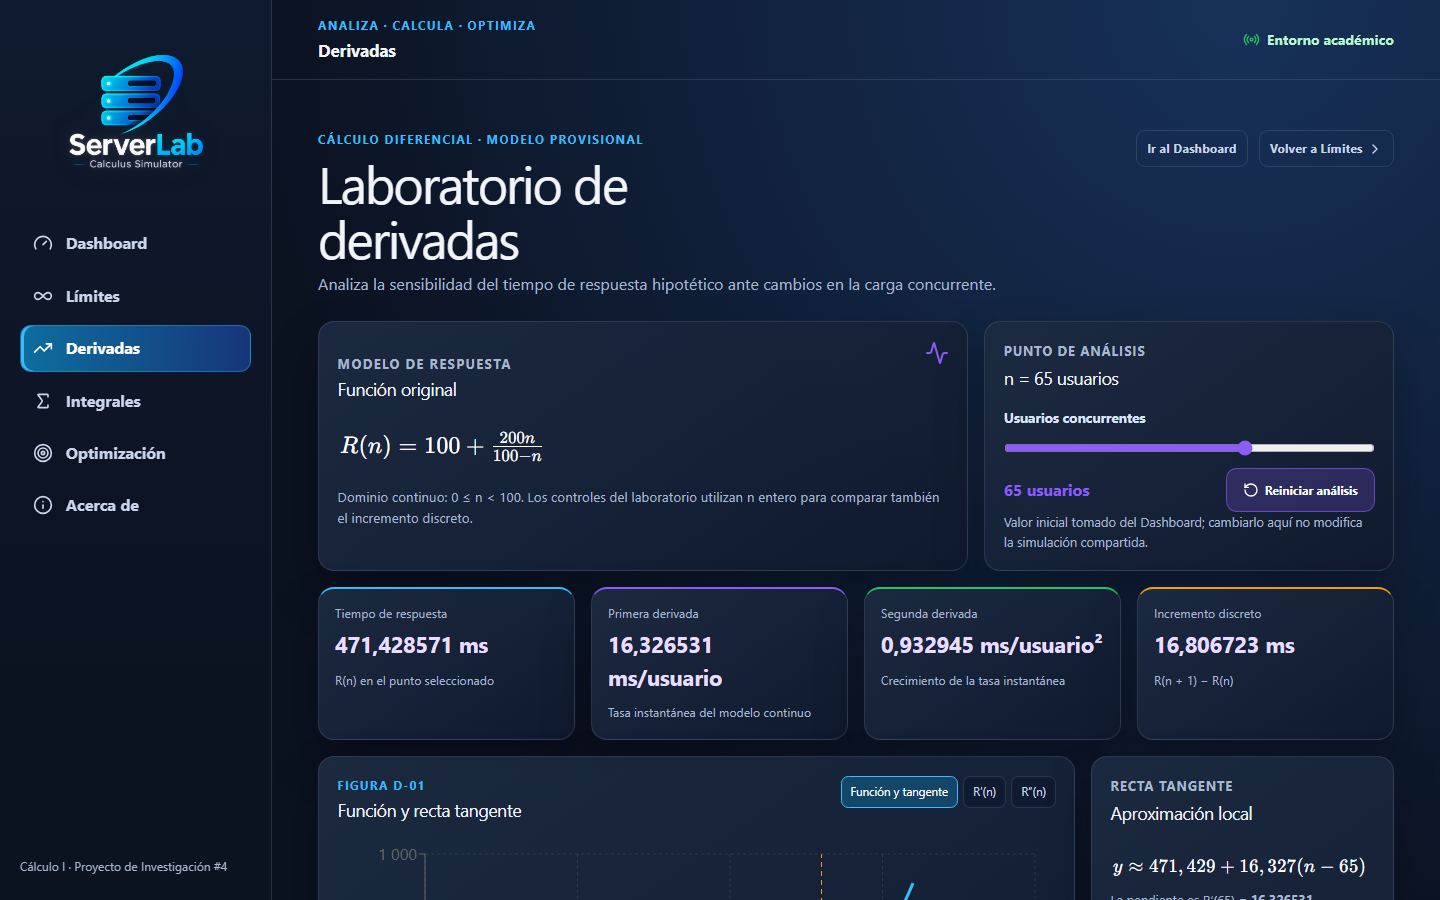 ServerLab
Calculus Simulator
Dashboard
Límites
Derivadas
Integrales
Optimización
Acerca de
Cálculo I · Proyecto de Investigación #4
ANALIZA · CALCULA · OPTIMIZA
Derivadas
Entorno académico
CÁLCULO DIFERENCIAL · MODELO PROVISIONAL
Ir al Dashboard
Volver a Límites
Laboratorio de
derivadas
Analiza la sensibilidad del tiempo de respuesta hipotético ante cambios en la carga concurrente.
MODELO DE RESPUESTA
Función original
R(n) = 100 + 200n/(100−n)
Dominio continuo: 0 ≤ n < 100. Los controles del laboratorio utilizan n entero para comparar también
el incremento discreto.
PUNTO DE ANÁLISIS
n = 65 usuarios
Usuarios concurrentes
65 usuarios
Reiniciar análisis
Valor inicial tomado del Dashboard; cambiarlo aquí no modifica
la simulación compartida.
Tiempo de respuesta
471,428571 ms
R(n) en el punto seleccionado
Primera derivada
16,326531
ms/usuario
Tasa instantánea del modelo continuo
Segunda derivada
0,932945 ms/usuario²
Crecimiento de la tasa instantánea
Incremento discreto
16,806723 ms
R(n + 1) − R(n)
FIGURA D-01
Función y recta tangente
Función y tangente
R′(n)
R″(n)
1 000
RECTA TANGENTE
Aproximación local
y ≈ 471,429 + 16,327(n − 65)
La pendiente es R′(65) = 16,326531